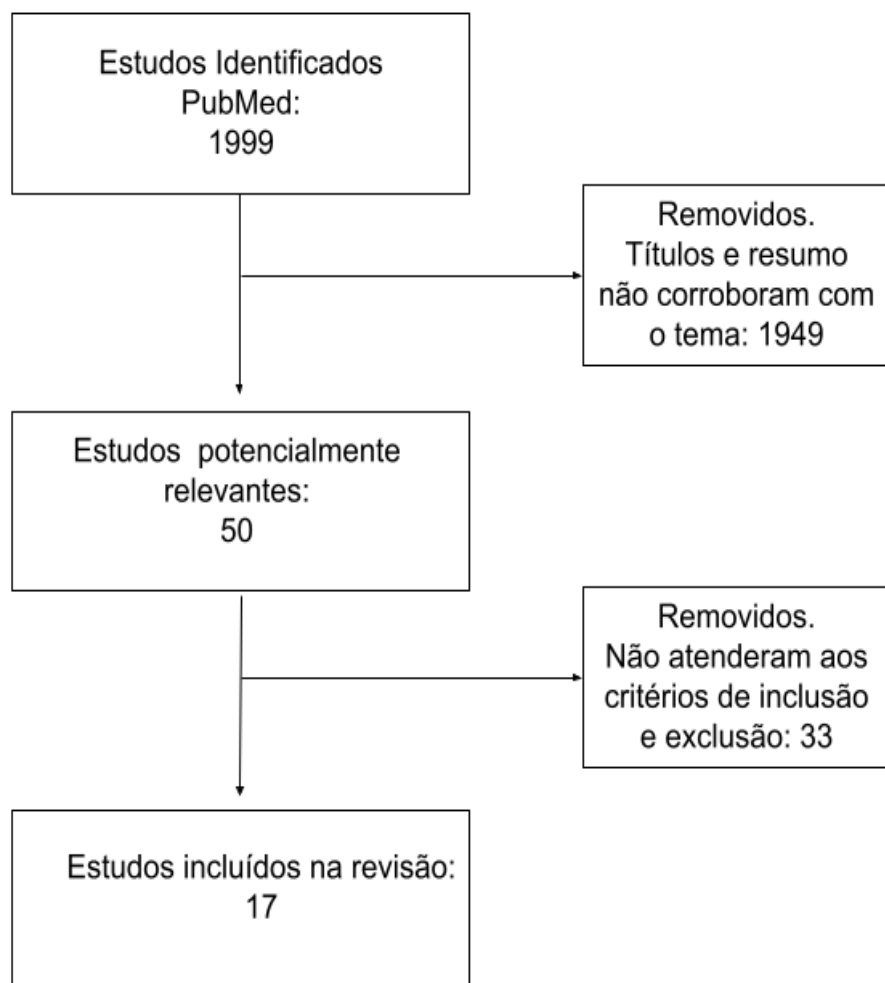 Estudos Identificados
PubMed:
1999
Removidos.
Títulos e resumo
não corroboram com
o tema: 1949
Estudos  potencialmente
relevantes:
50
Removidos.
Não atenderam aos
critérios de inclusão
e exclusão: 33
Estudos incluídos na revisão:
17